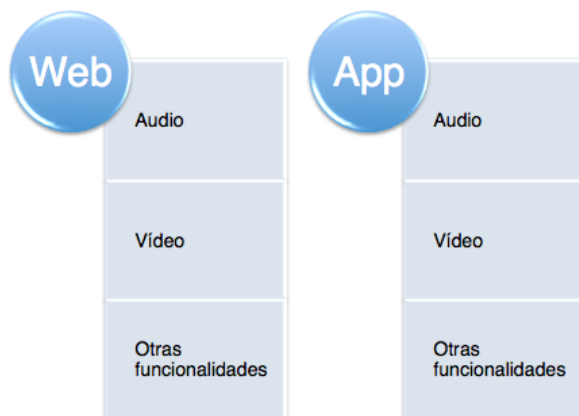 Web
Audio
Vídeo
Otras
funcionalidades
App
Audio
Vídeo
Otras
funcionalidades